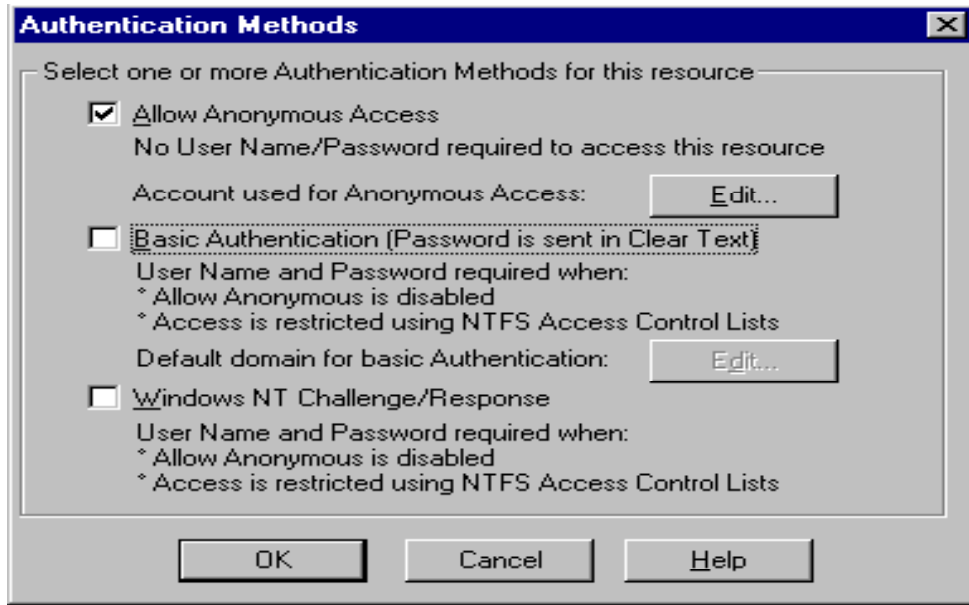 Authentication Methods
Select one or more Authentication Methods for this resource
Allow Anonymous Access
No User Name/Password required to access this resource
Account used for Anonymous Access: Edit...
Basic Authentication (Password is sent in Clear Text)
User Name and Password required when:
* Allow Anonymous is disabled
* Access is restricted using NTFS Access Control Lists
Default domain for basic Authentication: Edit...
Windows NT Challenge/Response
User Name and Password required when:
* Allow Anonymous is disabled
* Access is restricted using NTFS Access Control Lists
OK Cancel Help